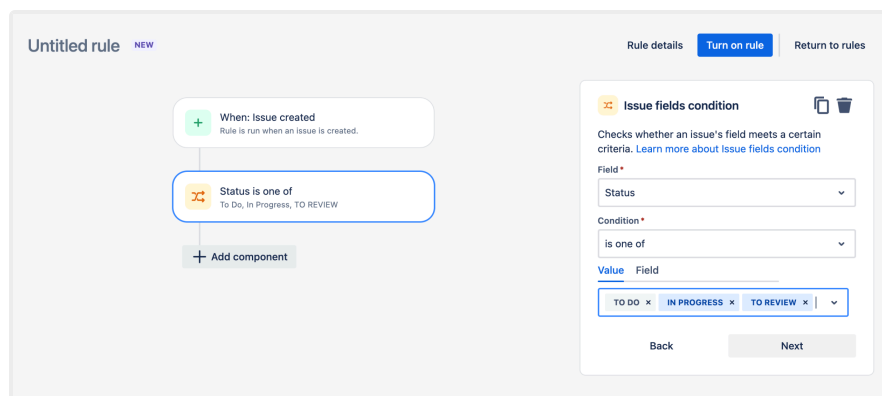 Untitled rule NEW
Rule details Turn on rule Return to rules
When: Issue created
Rule is run when an issue is created.
Status is one of
To Do, In Progress, TO REVIEW
Add component
Issue fields condition
Checks whether an issue's field meets a certain
criteria. Learn more about Issue fields condition
Field*
Status
Condition*
is one of
Value Field
TO DO × IN PROGRESS × TO REVIEW ×
Back Next